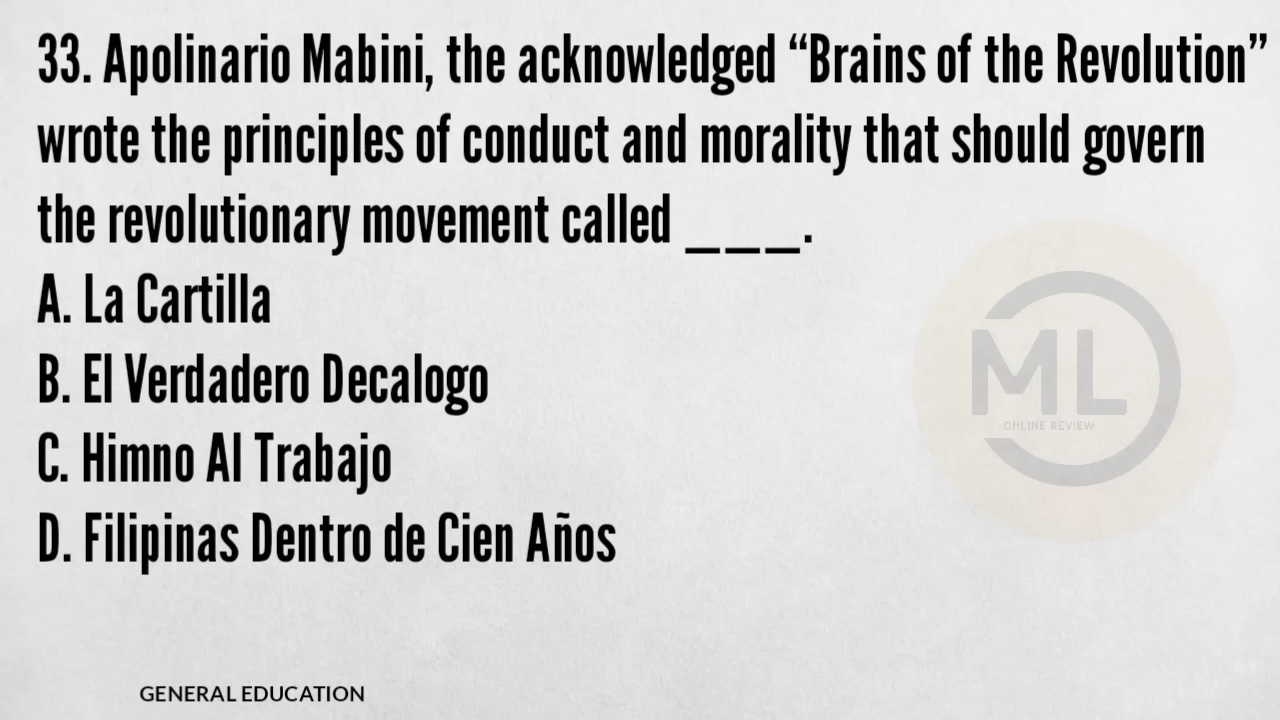 33. Apolinario Mabini, the acknowledged “Brains of the Revolution”
wrote the principles of conduct and morality that should govern
the revolutionary movement called _ _ _.
A. La Cartilla
B. El Verdadero Decalogo
C. Himno Al Trabajo
D. Filipinas Dentro de Cien Años
ML
ONLINE REVIEW
GENERAL EDUCATION